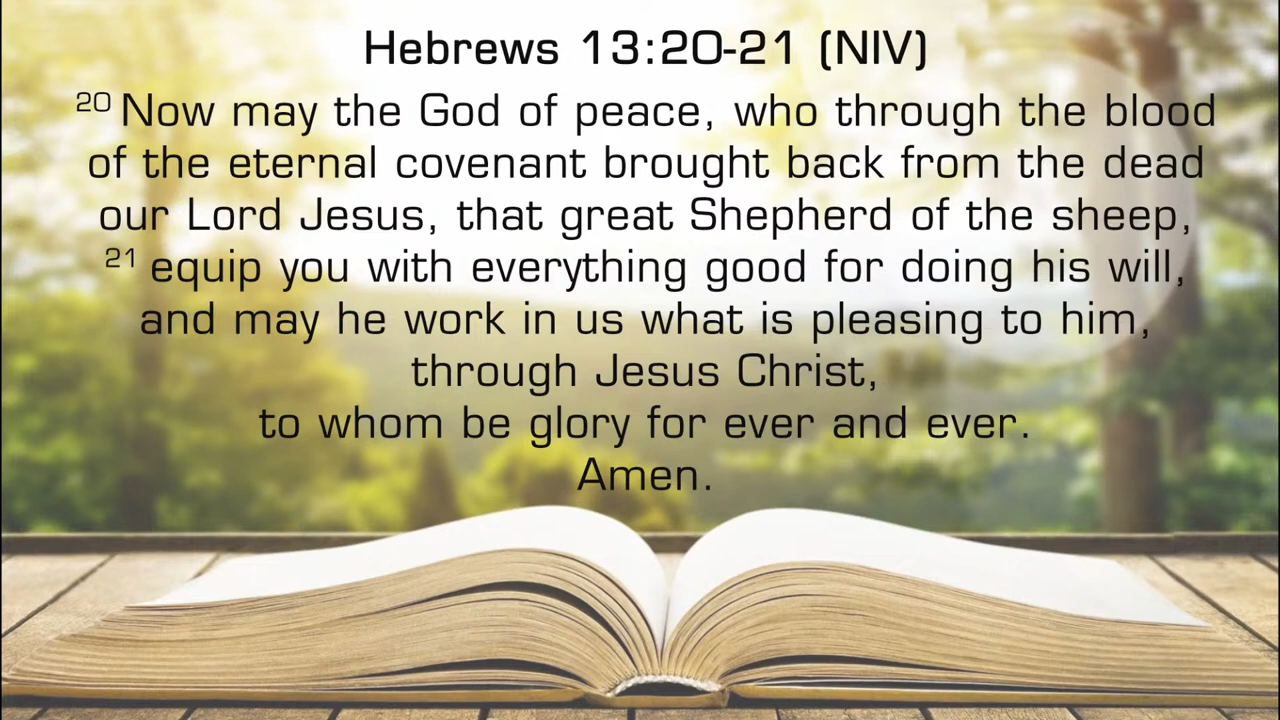 Hebrews 13:20-21 (NIV)
20 Now may the God of peace, who through the blood
of the eternal covenant brought back from the dead
our Lord Jesus, that great Shepherd of the sheep,
21 equip you with everything good for doing his will,
and may he work in us what is pleasing to him,
through Jesus Christ,
to whom be glory for ever and ever.
Amen.